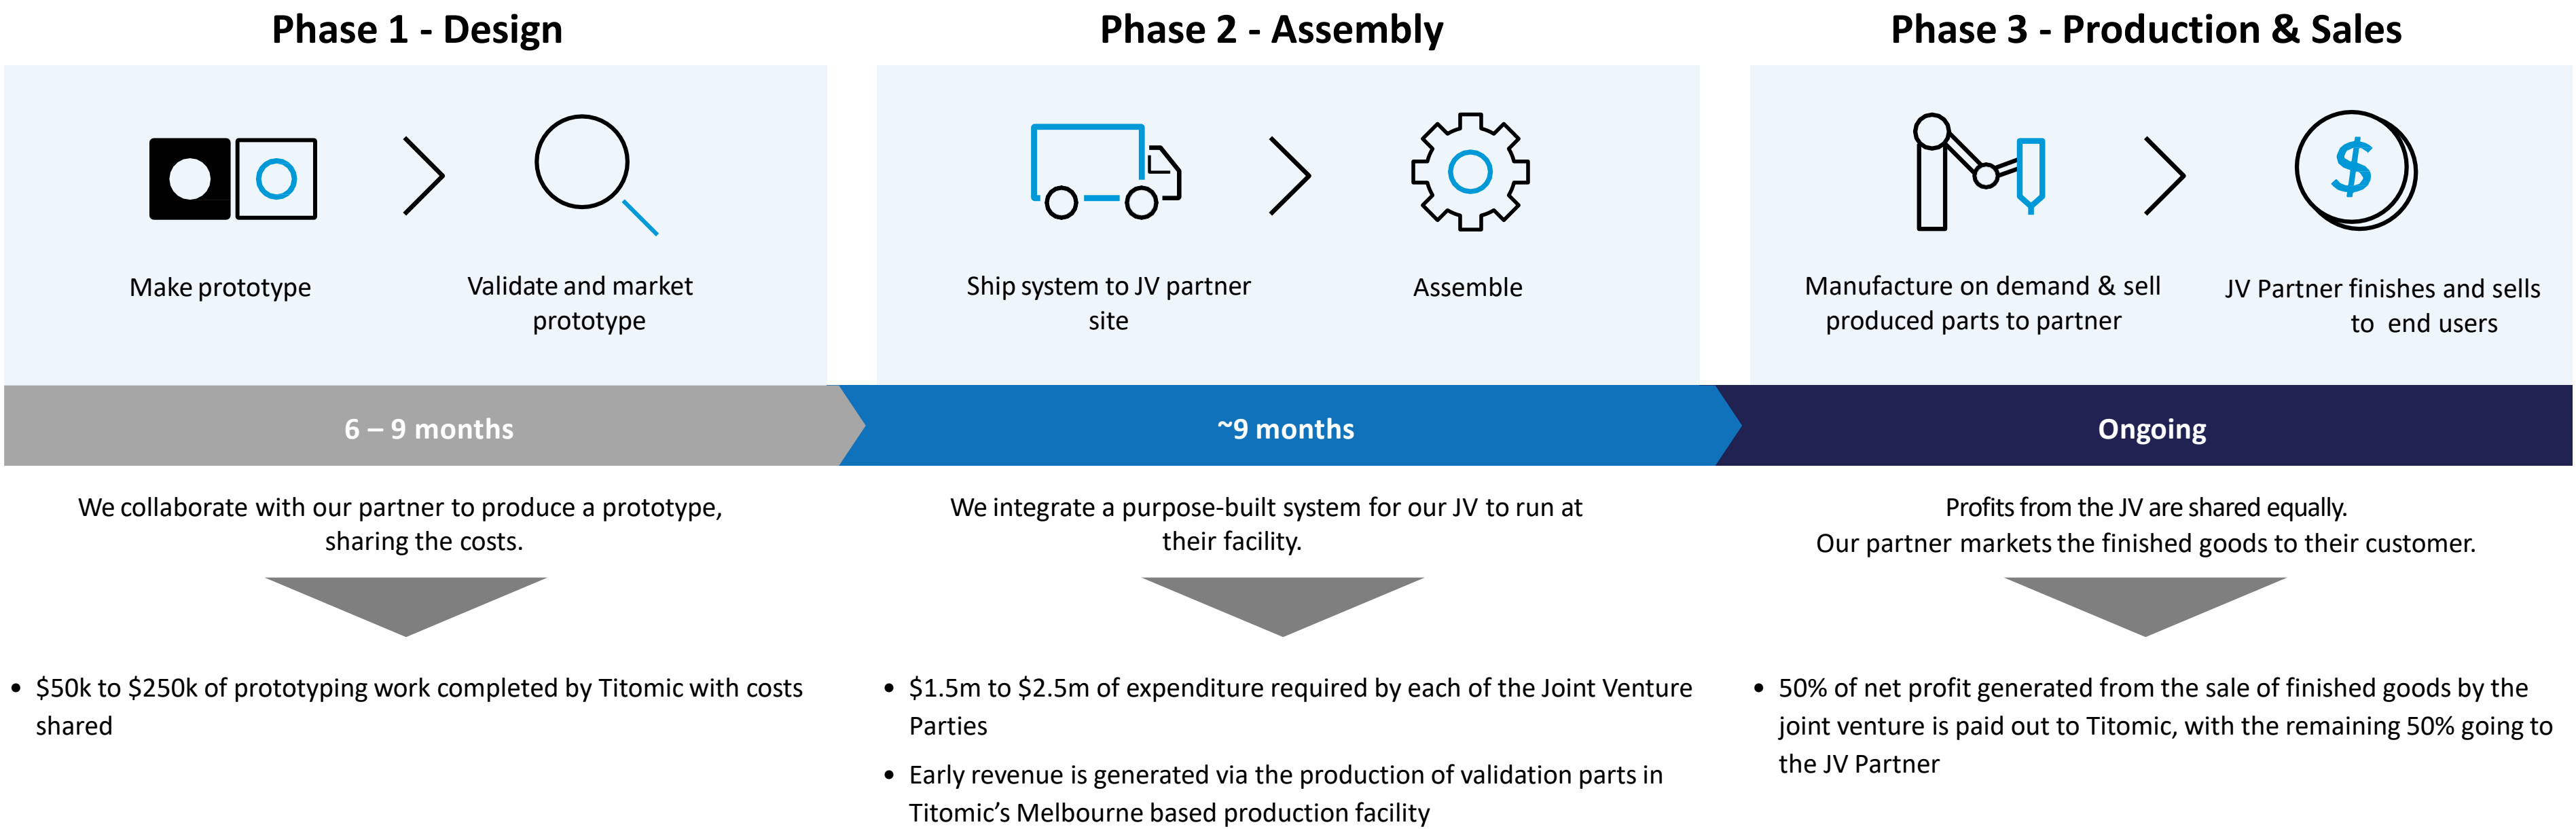 Phase 1 - Design
Make prototype
Validate and market
prototype
6 – 9 months
We collaborate with our partner to produce a prototype,
sharing the costs.
• $50k to $250k of prototyping work completed by Titomic with costs
shared
Phase 2 - Assembly
Ship system to JV partner
site
Assemble
~9 months
We integrate a purpose-built system for our JV to run at
their facility.
• $1.5m to $2.5m of expenditure required by each of the Joint Venture
Parties
• Early revenue is generated via the production of validation parts in
Titomic’s Melbourne based production facility
Phase 3 - Production & Sales
$
Manufacture on demand & sell
produced parts to partner
JV Partner finishes and sells
to end users
Ongoing
Profits from the JV are shared equally.
Our partner markets the finished goods to their customer.
• 50% of net profit generated from the sale of finished goods by the
joint venture is paid out to Titomic, with the remaining 50% going to
the JV Partner